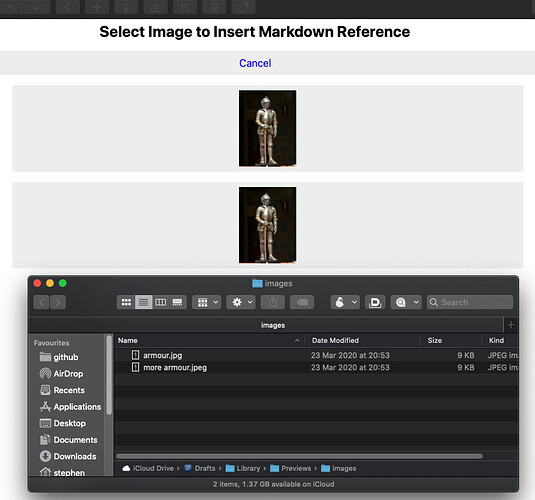 Select Image to Insert Markdown Reference
Cancel
images
Search
images
Favourites
github
AirDrop
Recents
Applications
Desktop
Documents
Downloads
stephen
Name Date Modified Size Kind
armour.jpg 23 Mar 2020 at 20:53 9 KB JPEG im
more armour.jpeg 23 Mar 2020 at 20:53 9 KB JPEG im
iCloud Drive › Drafts › Library › Previews › images
2 items, 1.37 GB available on iCloud